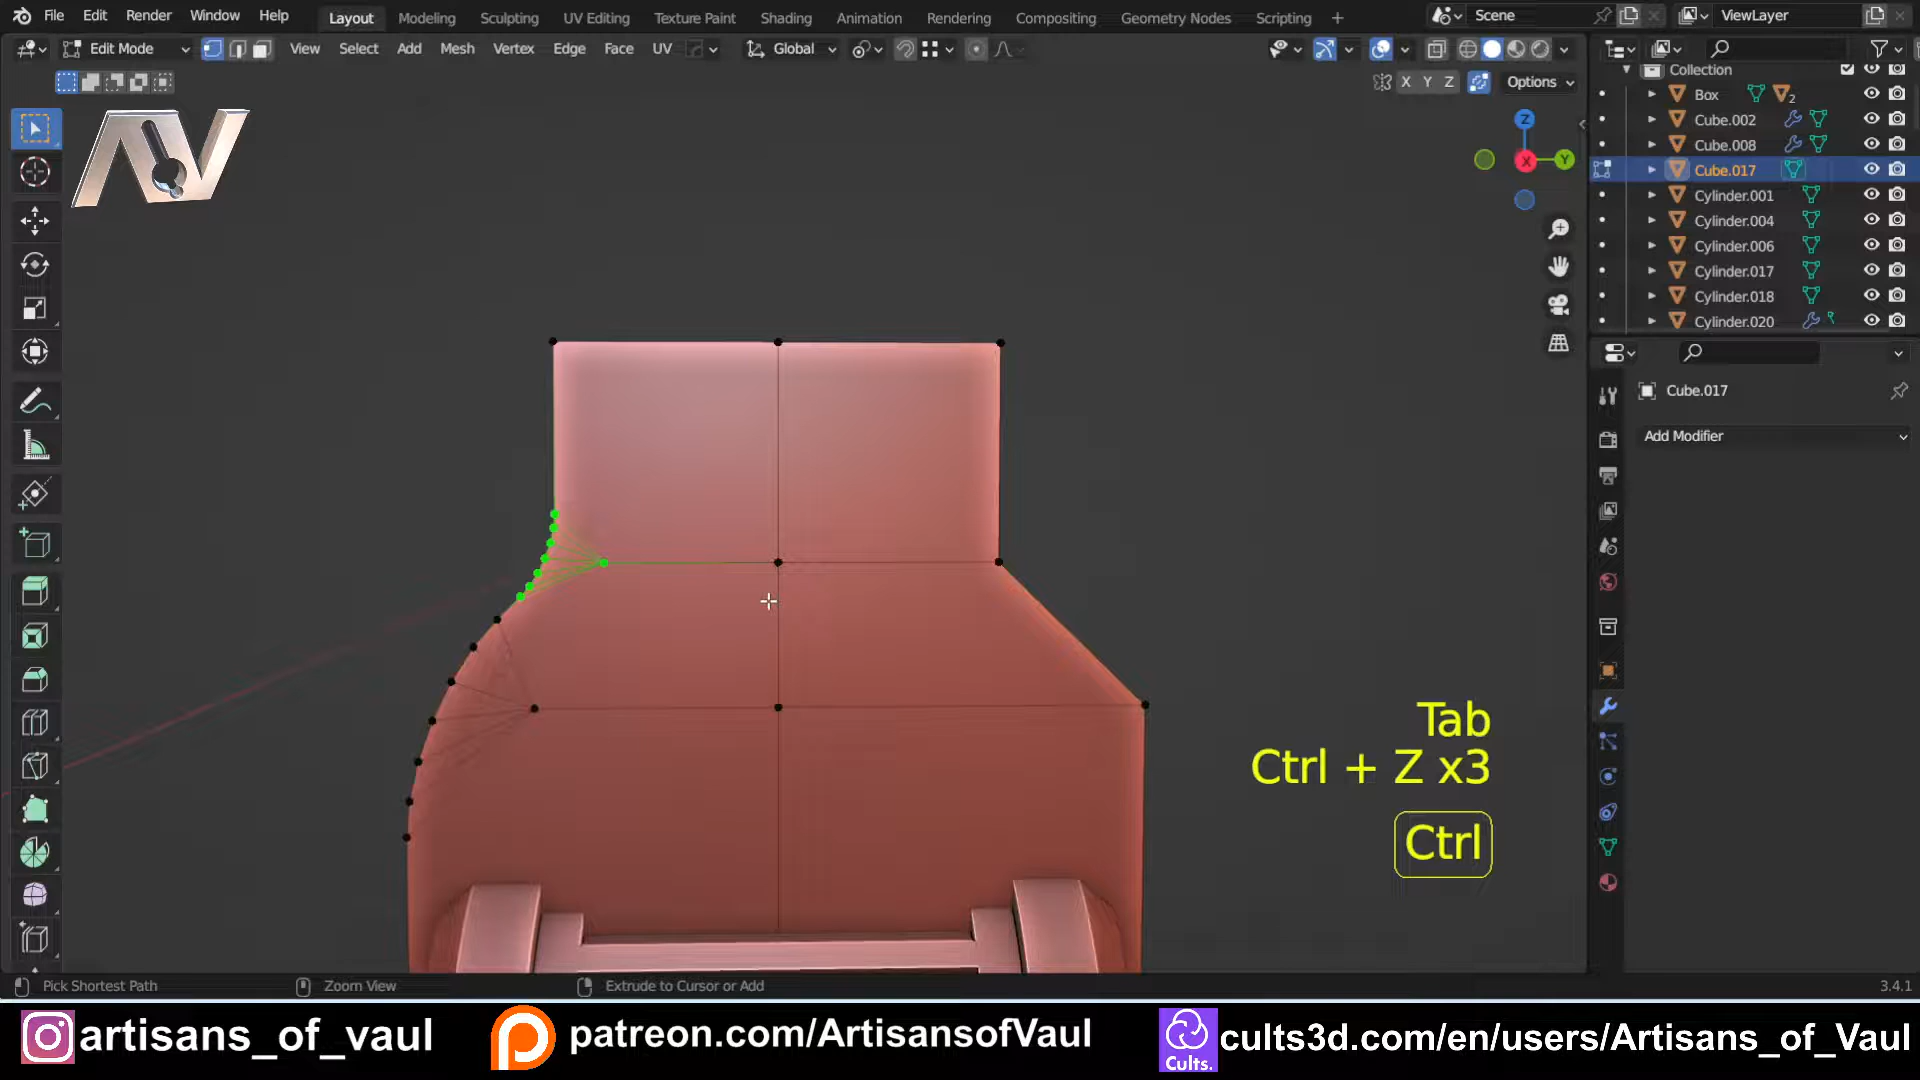 File Edit Render Window Help Layout Modeling Sculpting UV Editing Texture Paint Shading Animation Rendering Compositing Geometry Nodes Scripting + Scene ViewLayer
Edit Mode View Select Add Mesh Vertex Edge Face UV Global
X Y Z Options
AV
Collection
Box 2
Cube.002
Cube.008
Cube.017
Cylinder.001
Cylinder.004
Cylinder.006
Cylinder.017
Cylinder.018
Cylinder.020
Z
X
Y
Cube.017
Add Modifier
Tab
Ctrl + Z x3
Ctrl
Pick Shortest Path Zoom View Extrude to Cursor or Add 3.4.1
artisans_of_vaul patreon.com/ArtisansofVaul Cults. cults3d.com/en/users/Artisans_of_Vaul